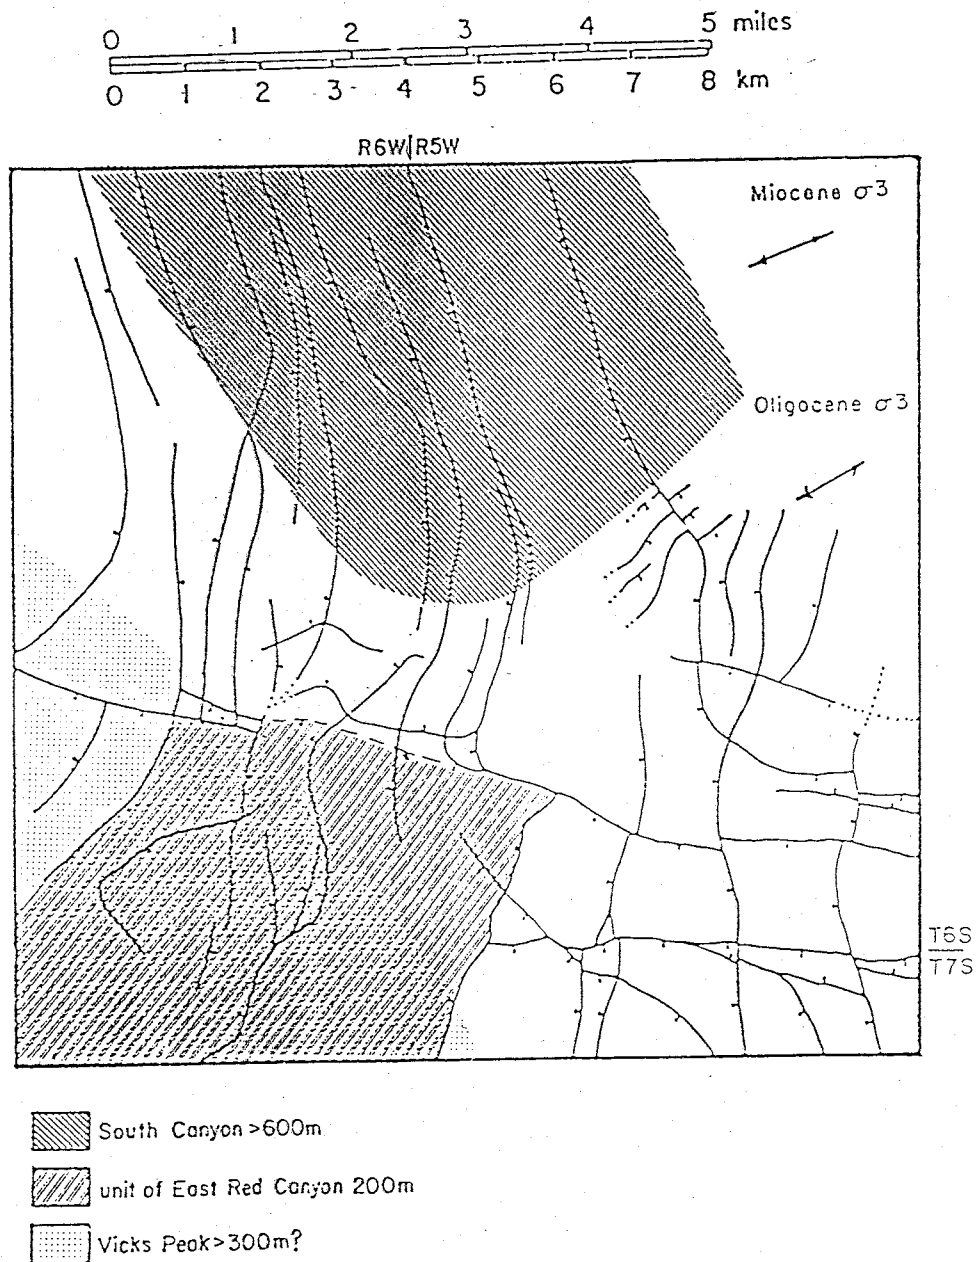 0 1 2 3 4 5 miles
0 1 2 3 4 5 6 7 8 km
R6W|R5W
Miocene σ3
Oligocene σ3
T6S
T7S
South Canyon >600m
unit of East Red Canyon 200m
Vicks Peak >300m?